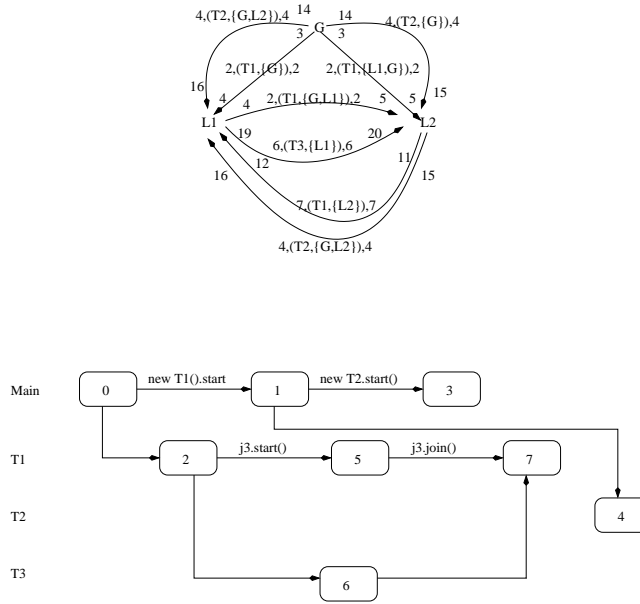 14
14
4,(T2,{G,L2}),4
G
4,(T2,{G}),4
3
3
2,(T1,{G}),2
2,(T1,{L1,G}),2
16
15
4
4
2,(T1,{G,L1}),2
5
5
L1
L2
19
20
6,(T3,{L1}),6
12
11
16
15
7,(T1,{L2}),7
4,(T2,{G,L2}),4
Main
0
new T1().start
1
new T2.start()
3
T1
2
j3.start()
5
j3.join()
7
T2
4
T3
6